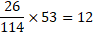 26/114 × 53 = 12